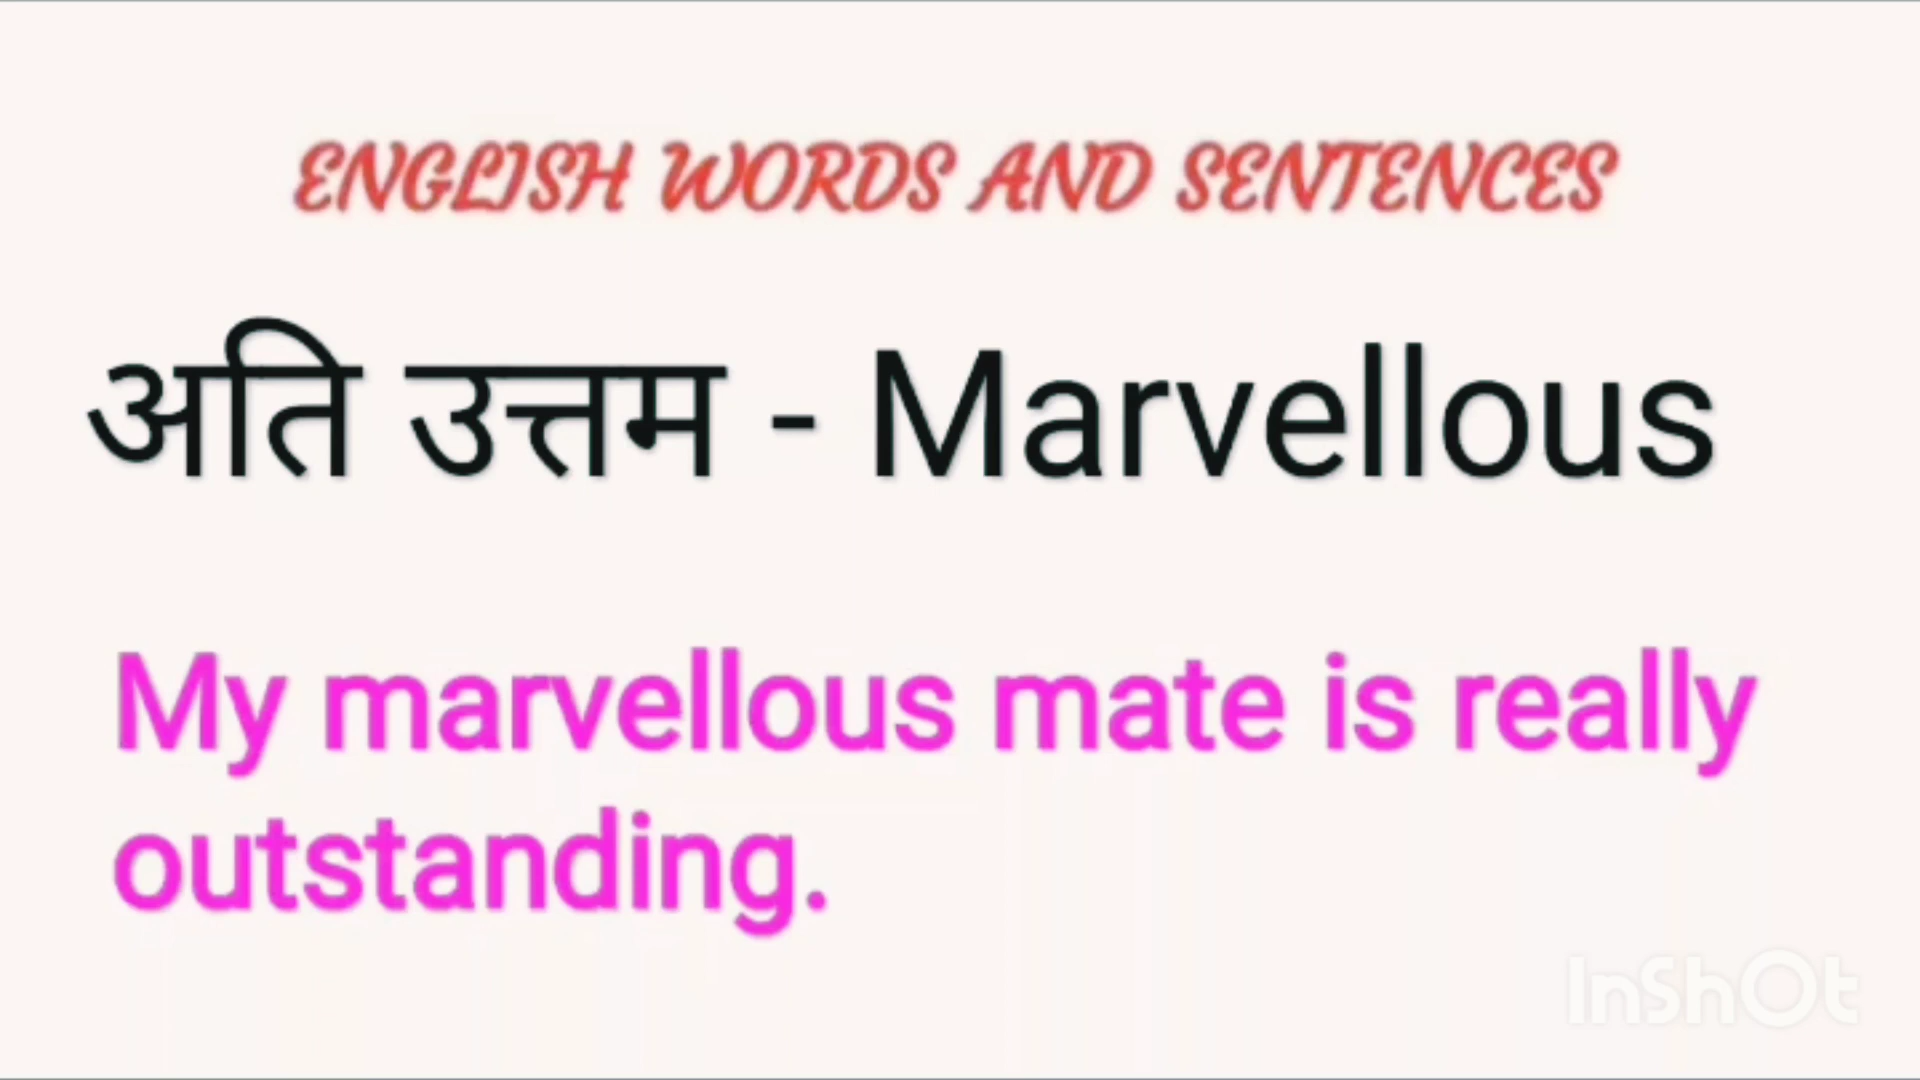 ENGLISH WORDS AND SENTENCES
अति उत्तम - Marvellous
My marvellous mate is really
outstanding.
InShOt